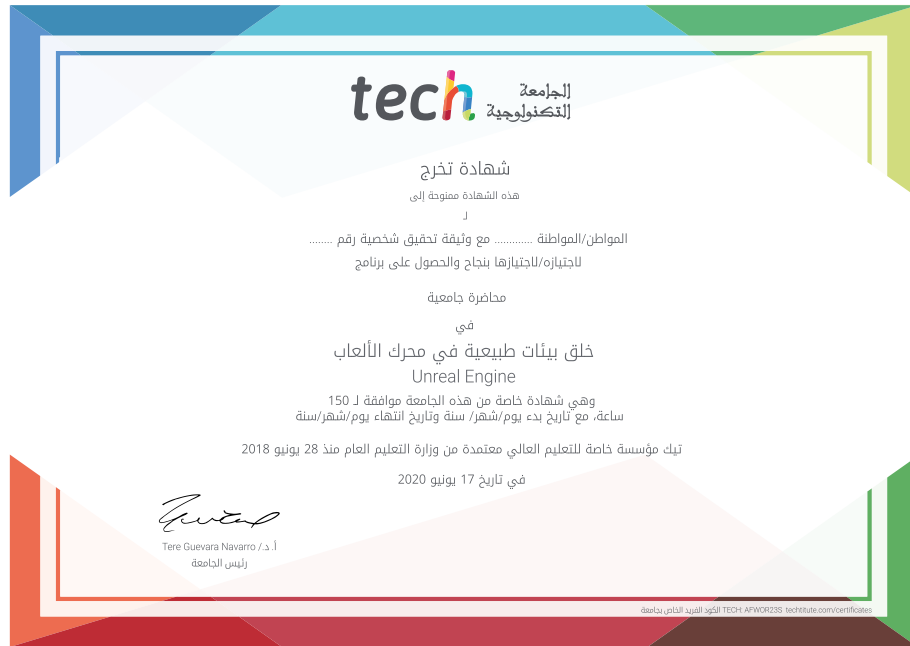 tech الجامعة
التكنولوجية
شهادة تخرج
هذه الشهادة ممنوحة إلى
لـ
المواطن/المواطنة ............. مع وثيقة تحقيق شخصية رقم ........
لاجتيازه/لاجتيازها بنجاح والحصول على برنامج
محاضرة جامعية
في
خلق بيئات طبيعية في محرك الألعاب
Unreal Engine
وهي شهادة خاصة من هذه الجامعة موافقة لـ 150
ساعة، مع تاريخ بدء يوم/شهر/ سنة وتاريخ انتهاء يوم/شهر/سنة
تيك مؤسسة خاصة للتعليم العالي معتمدة من وزارة التعليم العام منذ 28 يونيو 2018
في تاريخ 17 يونيو 2020
أ. د./ Tere Guevara Navarro
رئيس الجامعة
الكود الفريد الخاص بجامعة TECH: AFWOR23S techtitute.com/certificates